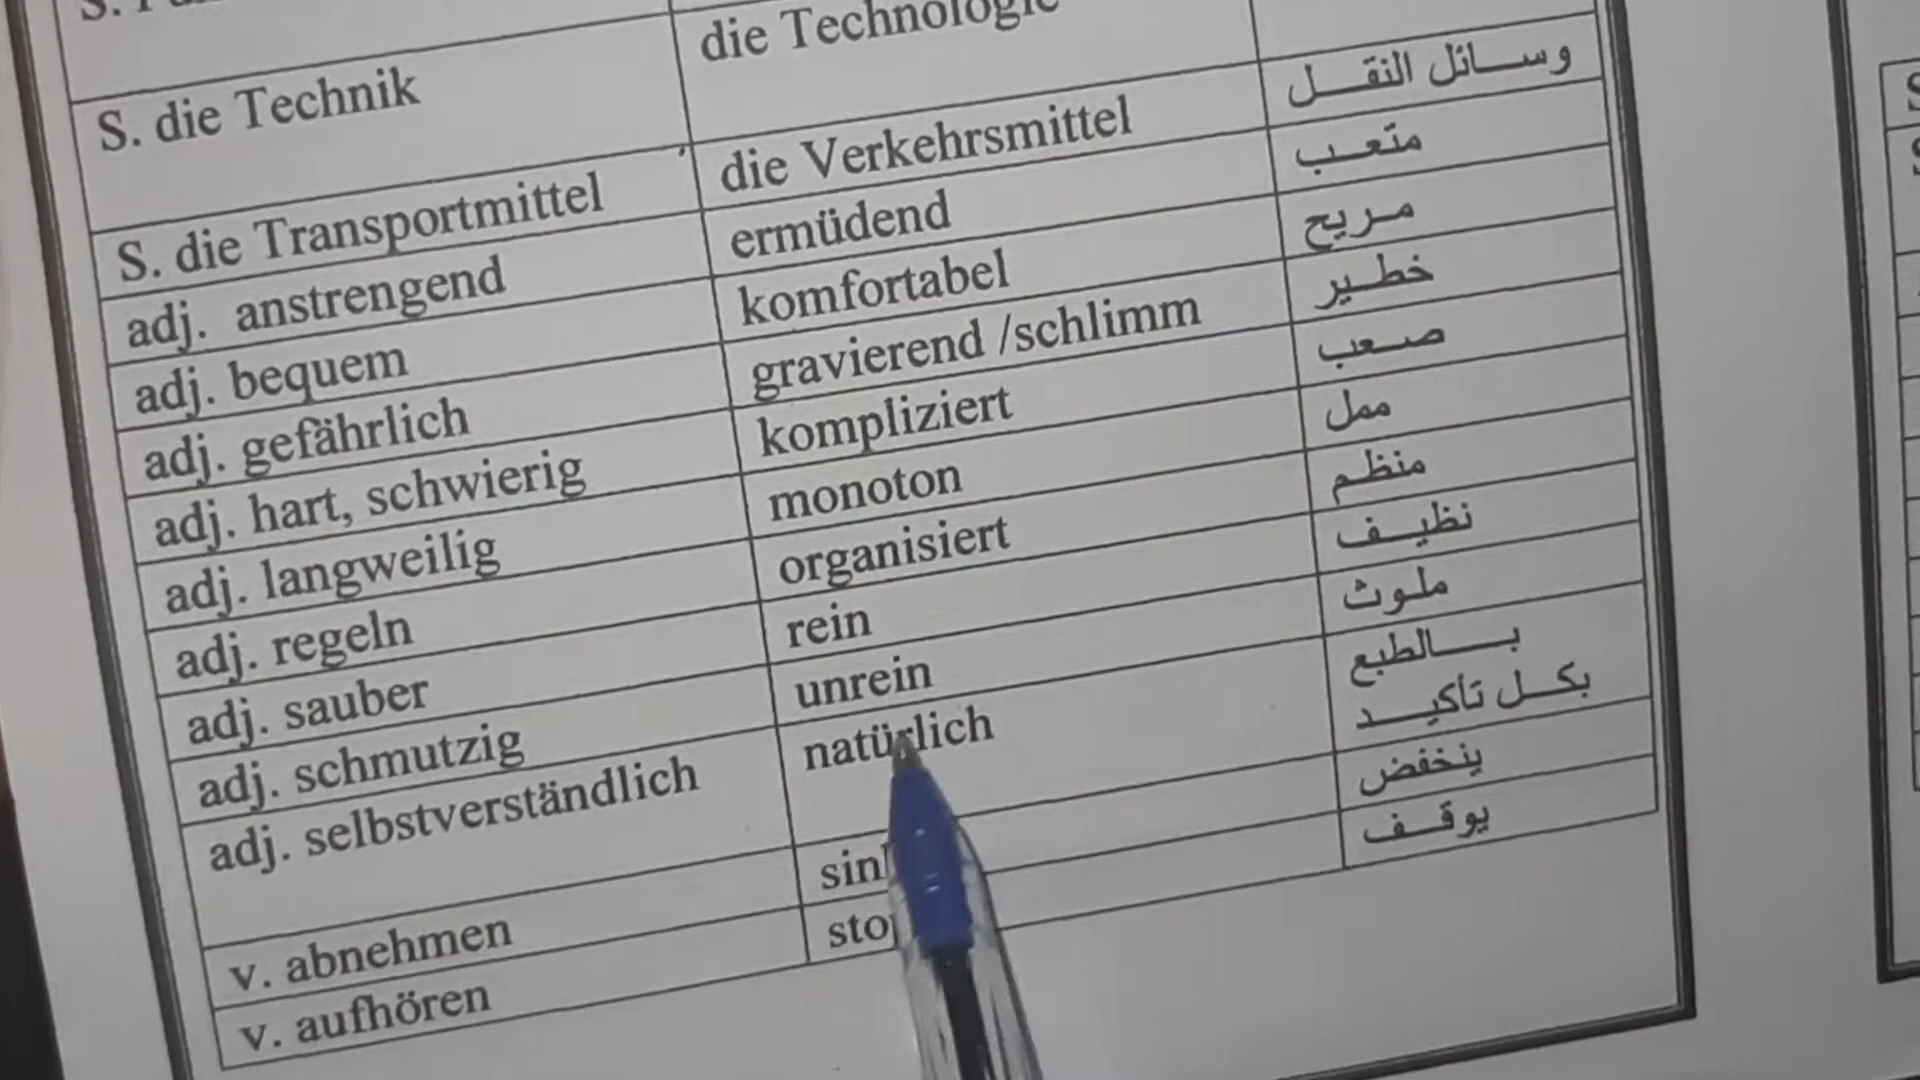 S. die Technik die Technologie
S. die Transportmittel die Verkehrsmittel وسائل النقل
adj. anstrengend ermüdend متعب
adj. bequem komfortabel مريح
adj. gefährlich gravierend /schlimm خطير
adj. hart, schwierig kompliziert صعب
adj. langweilig monoton ممل
adj. regeln organisiert منظم
adj. sauber rein نظيف
adj. schmutzig unrein ملوث
adj. selbstverständlich natürlich بالطبع
بكل تأكيد
v. abnehmen ينخفض
v. aufhören يوقف